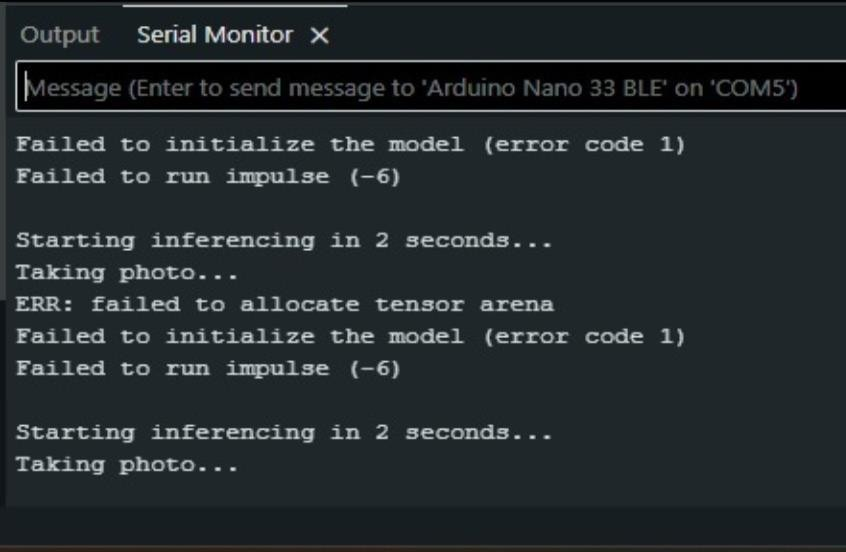 Output Serial Monitor ×
Message (Enter to send message to 'Arduino Nano 33 BLE' on 'COM5')
Failed to initialize the model (error code 1)
Failed to run impulse (-6)
Starting inferencing in 2 seconds...
Taking photo...
ERR: failed to allocate tensor arena
Failed to initialize the model (error code 1)
Failed to run impulse (-6)
Starting inferencing in 2 seconds...
Taking photo...